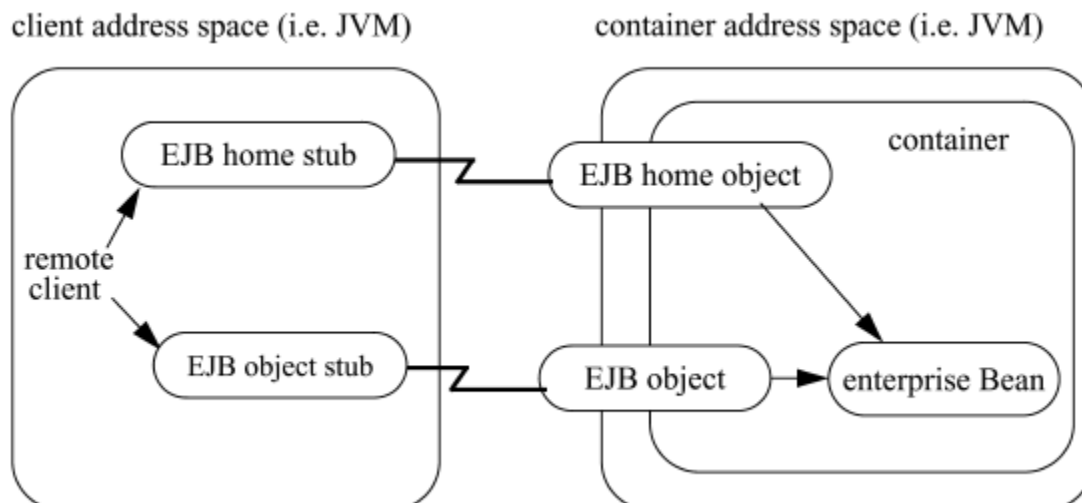 client address space (i.e. JVM)
container address space (i.e. JVM)
container
EJB home stub
EJB home object
remote
client
EJB object stub
EJB object
enterprise Bean